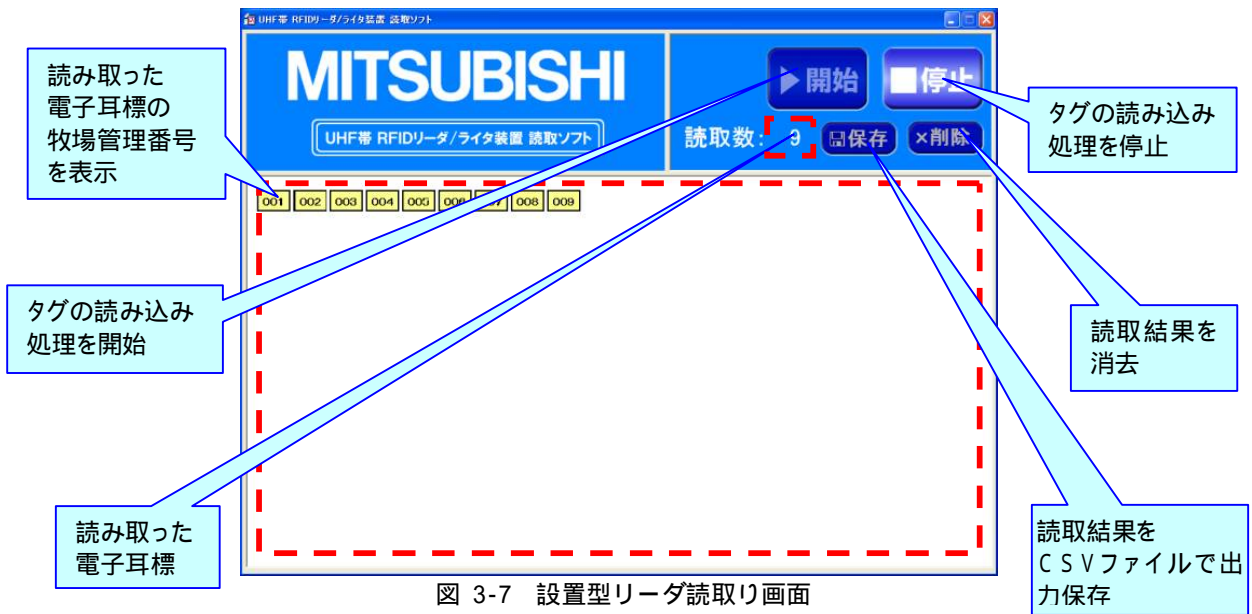 UHF帯 RFIDリーダ/ライタ装置 読取ソフト
MITSUBISHI
UHF帯 RFIDリーダ/ライタ装置 読取ソフト
▶開始
■停止
読取数: 9
保存
×削除
001 002 003 004 005 006 007 008 009
読み取った
電子耳標の
牧場管理番号
を表示
タグの読み込み
処理を停止
タグの読み込み
処理を開始
読取結果を
消去
読み取った
電子耳標
読取結果を
CSVファイルで出
力保存
図 3-7 設置型リーダ読取り画面